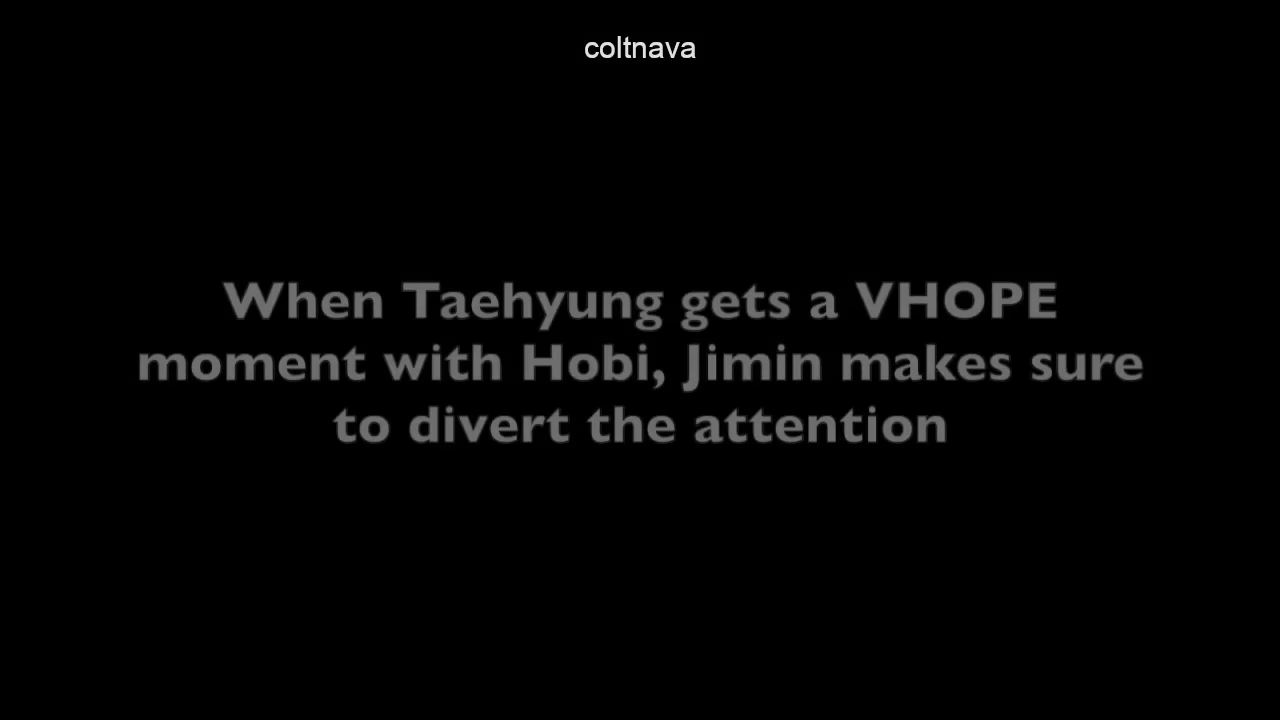 coltnava
When Taehyung gets a VHOPE
moment with Hobi, Jimin makes sure
to divert the attention